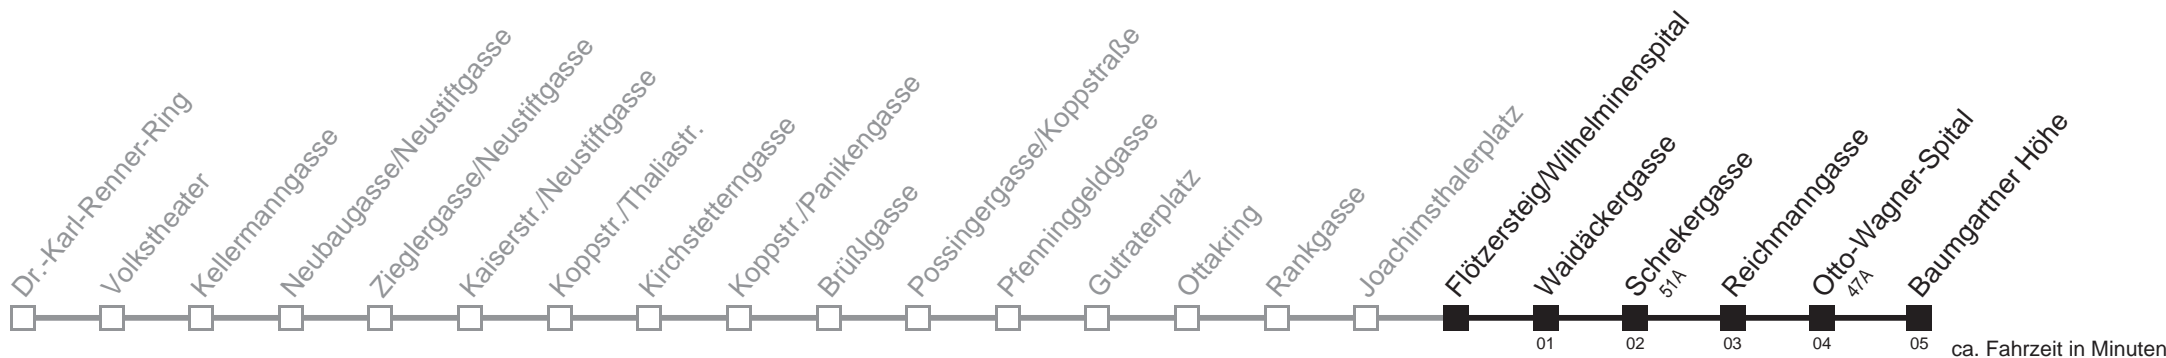 Dr.-Karl-Renner-Ring
Volkstheater
Kellermanngasse
Neubaugasse/Neustiftgasse
Zieglergasse/Neustiftgasse
Kaiserstr./Neustiftgasse
Koppstr./Thaliastr.
Kirchstetterngasse
Koppstr./Panikengasse
Brüßlgasse
Possingergasse/Koppstraße
Pfenninggeldgasse
Gutraterplatz
Ottakring
Rankgasse
Joachimsthalerplatz
Flötzersteig/Wilhelminenspital
Waidäckergasse
Schrekergasse
51A
Reichmanngasse
Otto-Wagner-Spital
47A
Baumgartner Höhe
01 02 03 04 05 ca. Fahrzeit in Minuten